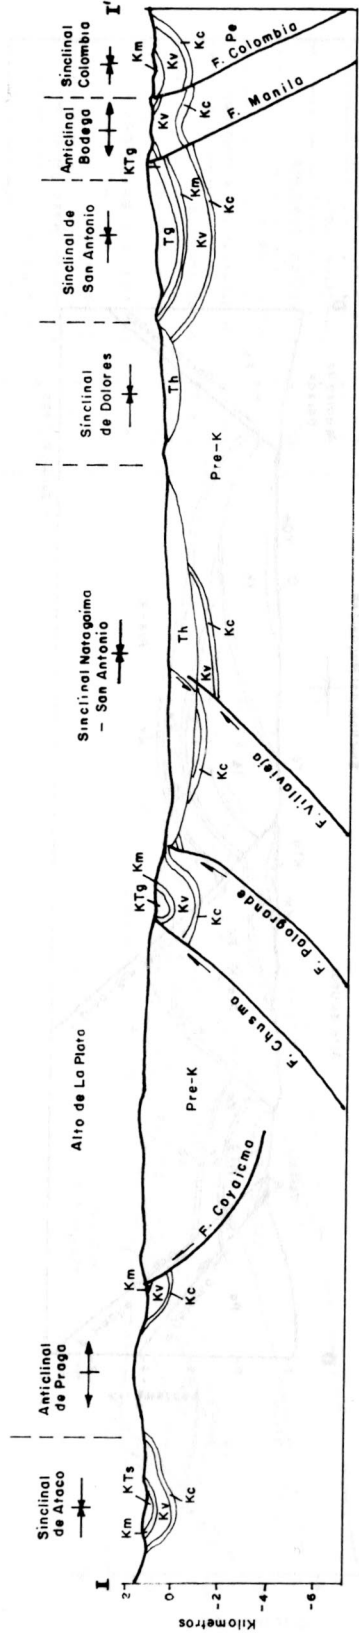 I
I'
Sinclinal
de Ataco
Anticlinal
de Praga
Alto de La Plata
Sinclinal Natagaima
- San Antonio
Sinclinal
de Dolores
Sinclinal de
San Antonio
Anticlinal
Bodega
Sinclinal
Colombia
Km
KTs
Kv
Kc
Km
Kv
Kc
F. Coyaicma
Pre-K
F. Chusma
KTg
Km
Kv
Kc
F. Palogrande
Kc
F. Villavieja
Th
Kv
Kc
Pre-K
Th
Tg
Km
Kv
Kc
KTg
Kv
Kc
Km
Kv
Kc
Pe
F. Colombia
F. Manila
2
0
-2
-4
-6
Kilometros